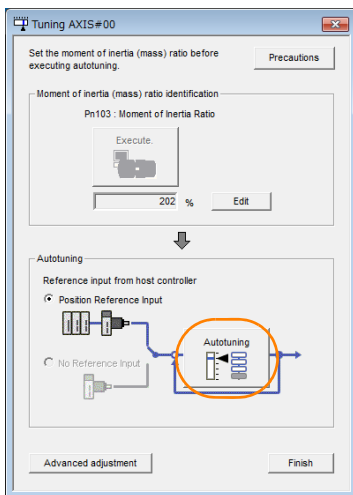 Tuning AXIS#00
Set the moment of inertia (mass) ratio before
executing autotuning.
Precautions
Moment of inertia (mass) ratio identification
Pn103 : Moment of Inertia Ratio
Execute.
202 % Edit
Autotuning
Reference input from host controller
Position Reference Input
Autotuning
No Reference Input
Advanced adjustment
Finish